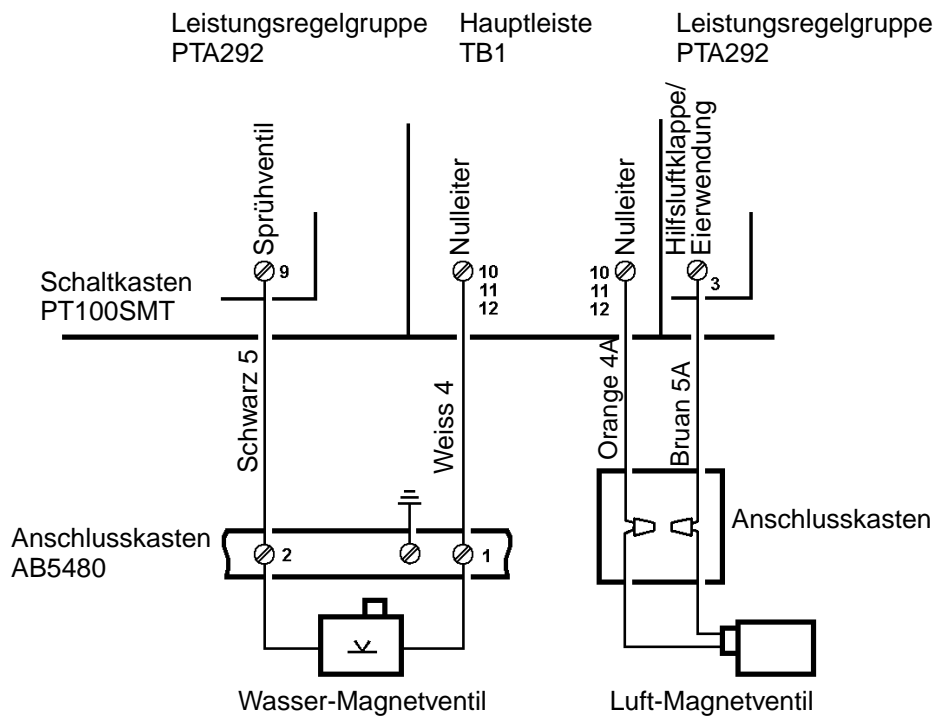 Leistungsregelgruppe
PTA292
Hauptleiste
TB1
Leistungsregelgruppe
PTA292
Sprühventil
Nulleiter
Nulleiter
Hilfsluftklappe/
Eierwendung
9
10
11
12
10
11
12
3
Schaltkasten
PT100SMT
Schwarz 5
Weiss 4
Orange 4A
Bruan 5A
Anschlusskasten
AB5480
2
1
Anschlusskasten
Wasser-Magnetventil
Luft-Magnetventil